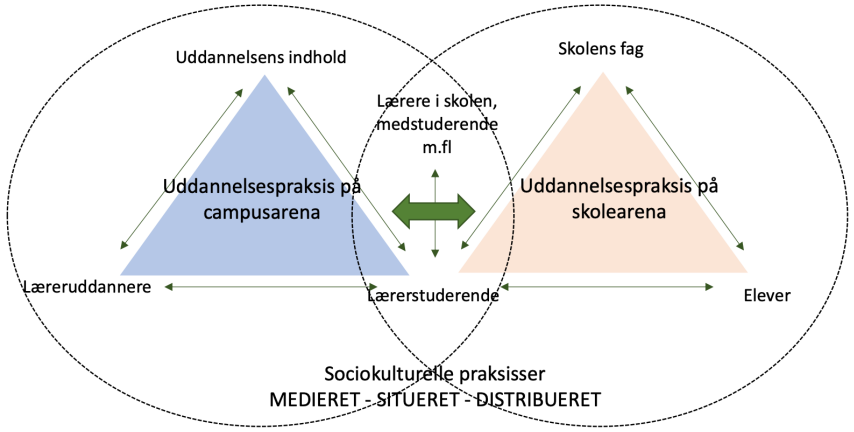 Uddannelsens indhold
Skolens fag
Lærere i skolen,
medstuderende
m.fl
Uddannelsespraksis på
campusarena
Uddannelsespraksis på
skolearena
Læreruddannere
Lærerstuderende
Elever
Sociokulturelle praksisser
MEDIERET - SITUERET - DISTRIBUERET